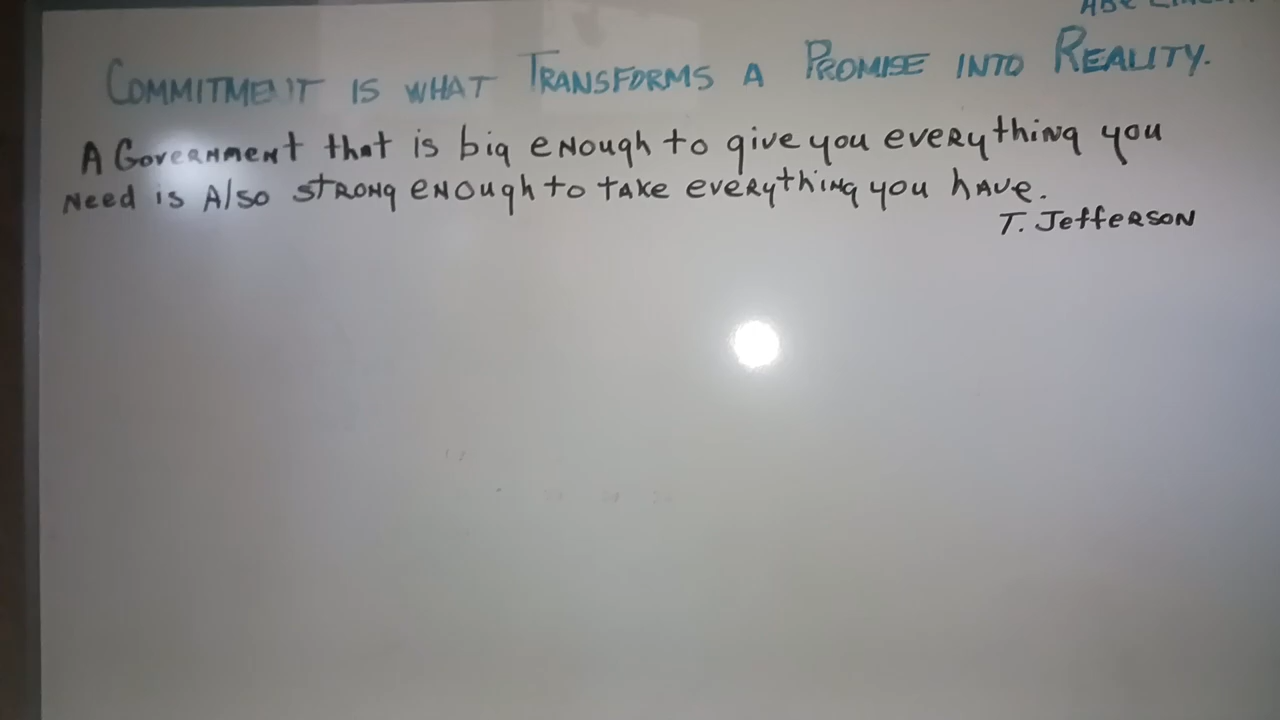 COMMITMENT IS WHAT TRANSFORMS A PROMISE INTO REALITY.
A Government that is big enough to give you everything you
Need is Also strong enough to take everything you have.
T. Jefferson